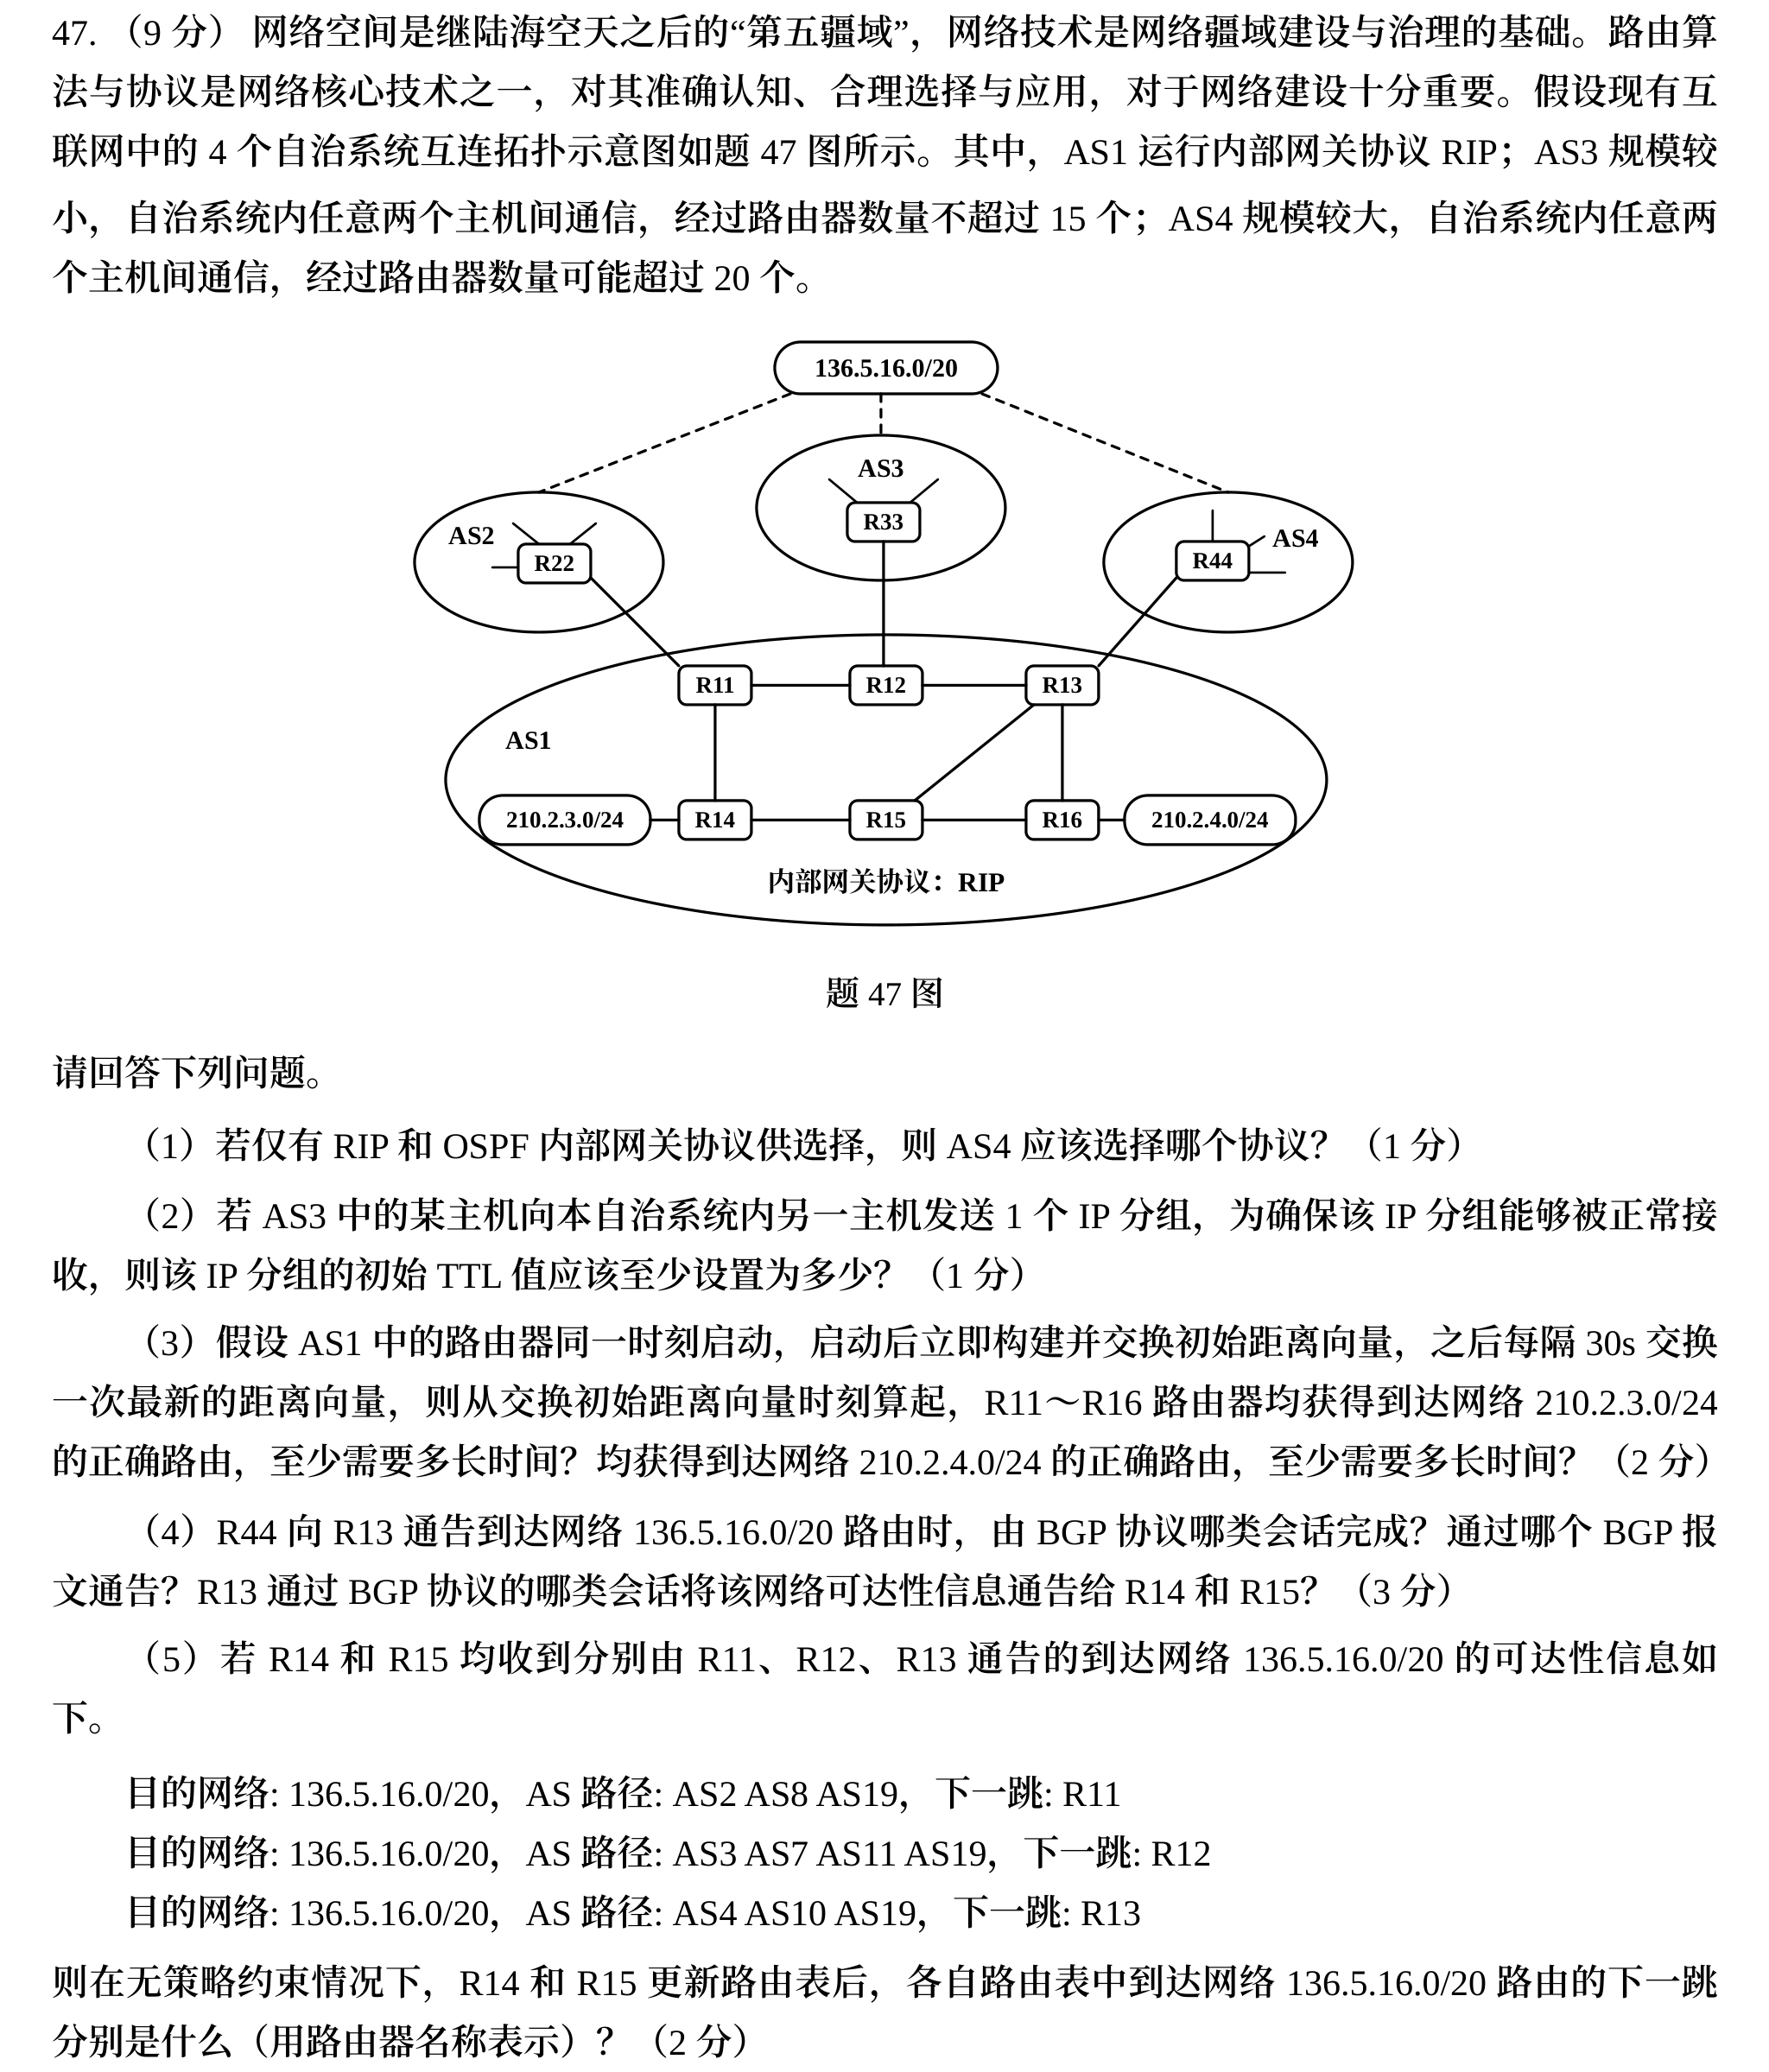 47. （9 分） 网络空间是继陆海空天之后的“第五疆域”，网络技术是网络疆域建设与治理的基础。路由算
法与协议是网络核心技术之一，对其准确认知、合理选择与应用，对于网络建设十分重要。假设现有互
联网中的 4 个自治系统互连拓扑示意图如题 47 图所示。其中，AS1 运行内部网关协议 RIP；AS3 规模较
小，自治系统内任意两个主机间通信，经过路由器数量不超过 15 个；AS4 规模较大，自治系统内任意两
个主机间通信，经过路由器数量可能超过 20 个。
136.5.16.0/20
AS3
R33
AS2
R22
AS4
R44
R11
R12
R13
AS1
210.2.3.0/24
R14
R15
R16
210.2.4.0/24
内部网关协议：RIP
题 47 图
请回答下列问题。
（1）若仅有 RIP 和 OSPF 内部网关协议供选择，则 AS4 应该选择哪个协议？（1 分）
（2）若 AS3 中的某主机向本自治系统内另一主机发送 1 个 IP 分组，为确保该 IP 分组能够被正常接
收，则该 IP 分组的初始 TTL 值应该至少设置为多少？（1 分）
（3）假设 AS1 中的路由器同一时刻启动，启动后立即构建并交换初始距离向量，之后每隔 30s 交换
一次最新的距离向量，则从交换初始距离向量时刻算起，R11～R16 路由器均获得到达网络 210.2.3.0/24
的正确路由，至少需要多长时间？均获得到达网络 210.2.4.0/24 的正确路由，至少需要多长时间？（2 分）
（4）R44 向 R13 通告到达网络 136.5.16.0/20 路由时，由 BGP 协议哪类会话完成？通过哪个 BGP 报
文通告？R13 通过 BGP 协议的哪类会话将该网络可达性信息通告给 R14 和 R15？（3 分）
（5）若 R14 和 R15 均收到分别由 R11、R12、R13 通告的到达网络 136.5.16.0/20 的可达性信息如
下。
目的网络: 136.5.16.0/20，AS 路径: AS2 AS8 AS19，下一跳: R11
目的网络: 136.5.16.0/20，AS 路径: AS3 AS7 AS11 AS19，下一跳: R12
目的网络: 136.5.16.0/20，AS 路径: AS4 AS10 AS19，下一跳: R13
则在无策略约束情况下，R14 和 R15 更新路由表后，各自路由表中到达网络 136.5.16.0/20 路由的下一跳
分别是什么（用路由器名称表示）？（2 分）